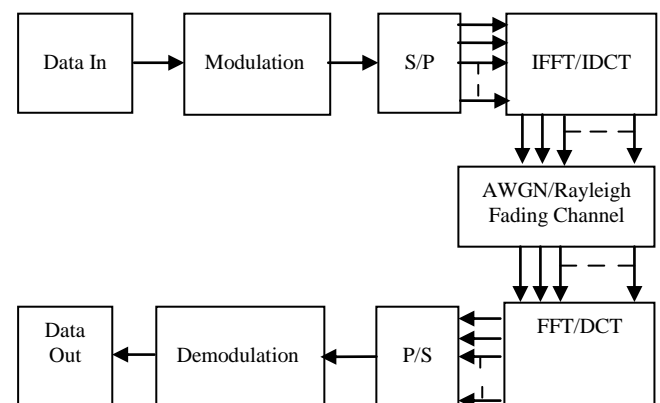 Data In
Modulation
S/P
IFFT/IDCT
AWGN/Rayleigh
Fading Channel
Data
Out
Demodulation
P/S
FFT/DCT